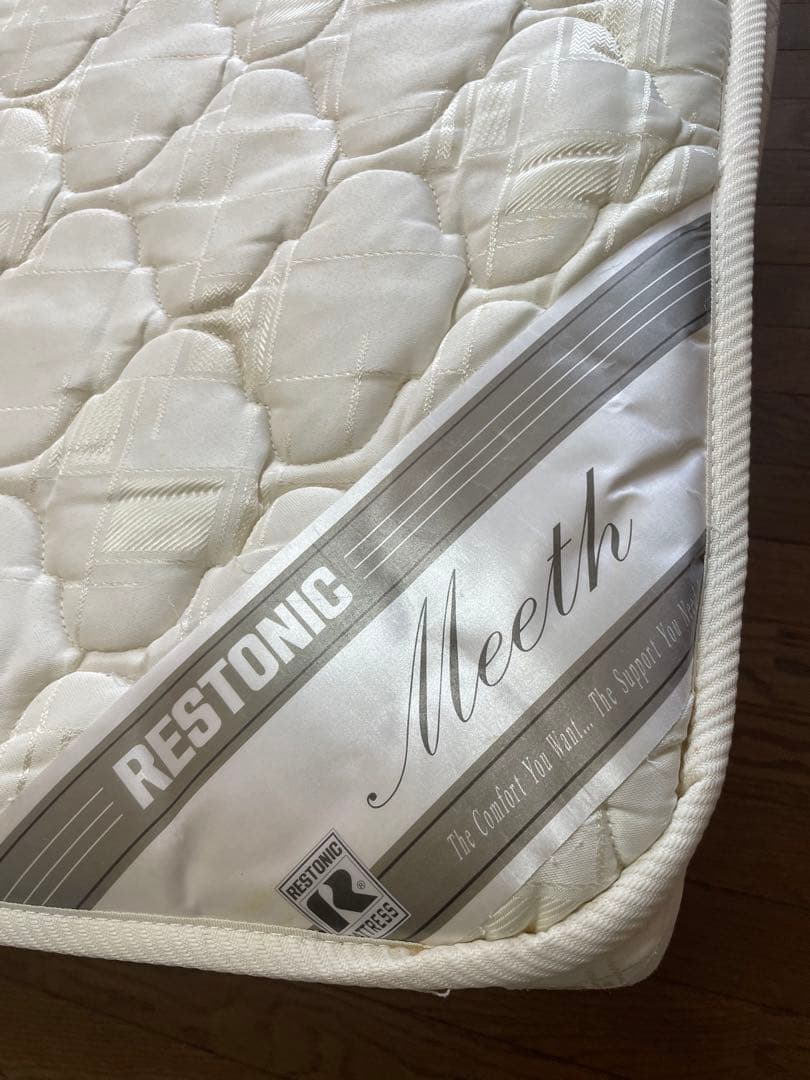 RESTONIC
Meeth
The Comfort You Want... The Support You
RESTONIC
R®